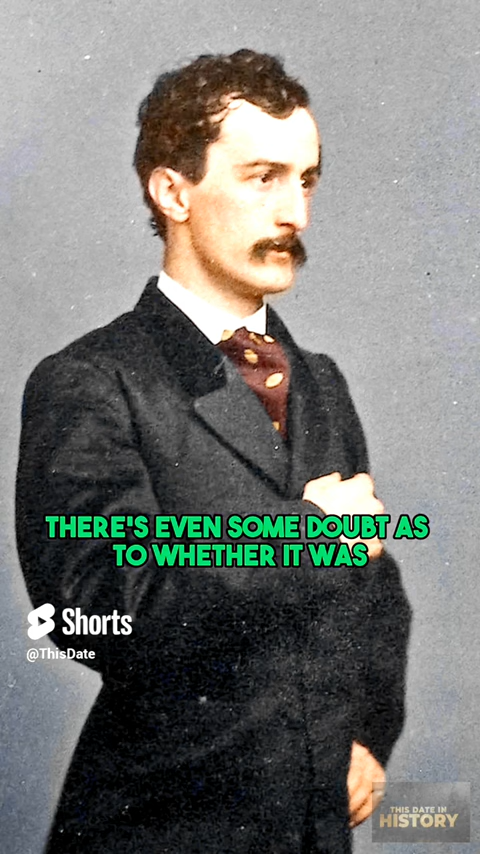 THERE'S EVEN SOME DOUBT AS
TO WHETHER IT WAS
Shorts
@ThisDate
THIS DATE IN
HISTORY